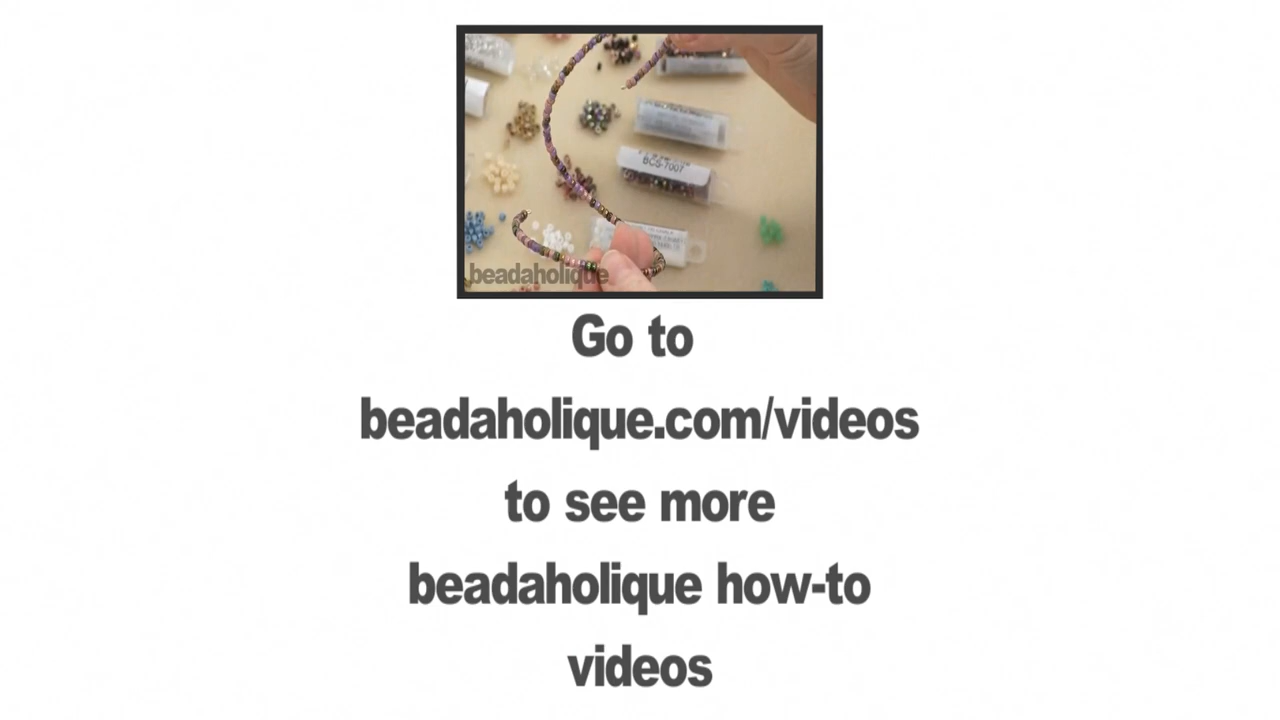 BCS-7007
beadaholique
Go to
beadaholique.com/videos
to see more
beadaholique how-to
videos